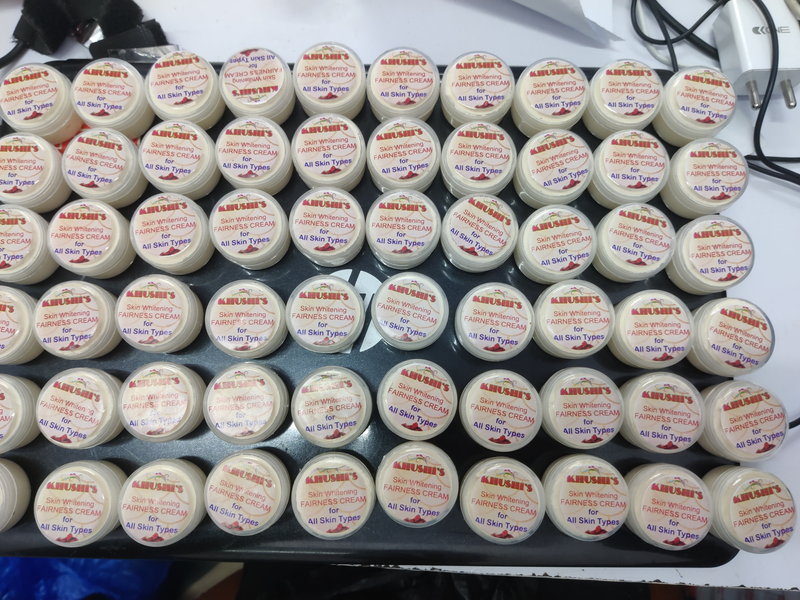 KHUSHI'S
Skin Whitening
FAIRNESS CREAM
for
All Skin Types